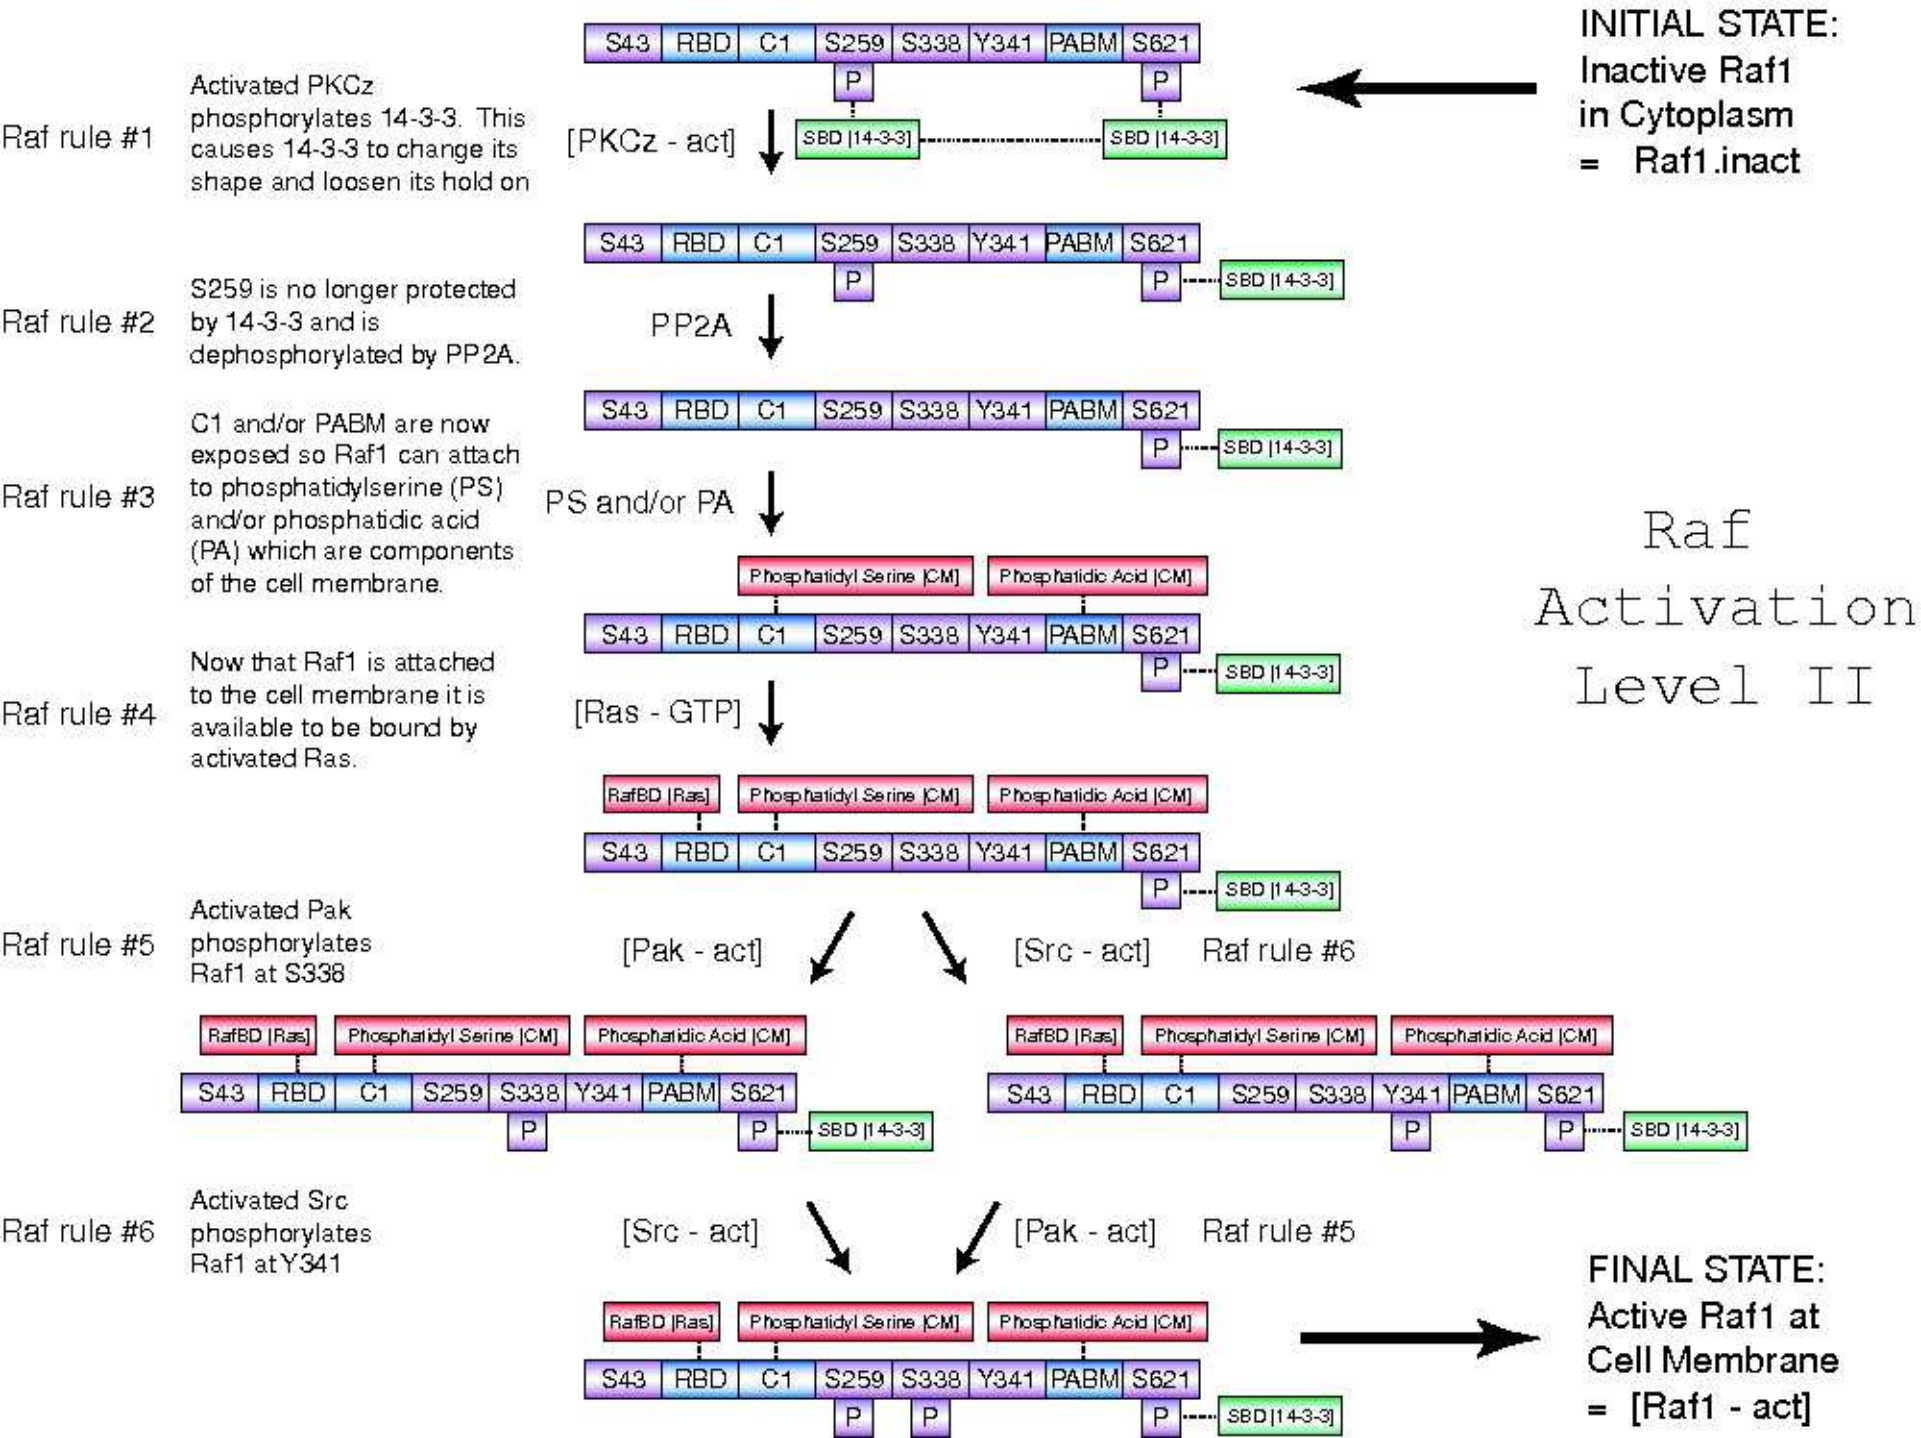 S43 RBD C1 S259 S338 Y341 PABM S621
P P
SBD [14-3-3] SBD [14-3-3]
INITIAL STATE:
Inactive Raf1
in Cytoplasm
= Raf1.inact
Raf rule #1
Activated PKCz
phosphorylates 14-3-3. This
causes 14-3-3 to change its
shape and loosen its hold on
[PKCz - act]
S43 RBD C1 S259 S338 Y341 PABM S621
P P SBD [14-3-3]
Raf rule #2
S259 is no longer protected
by 14-3-3 and is
dephosphorylated by PP2A.
PP2A
S43 RBD C1 S259 S338 Y341 PABM S621
P SBD [14-3-3]
Raf rule #3
C1 and/or PABM are now
exposed so Raf1 can attach
to phosphatidylserine (PS)
and/or phosphatidic acid
(PA) which are components
of the cell membrane.
PS and/or PA
Raf
Activation
Level II
Phosphatidyl Serine [CM] Phosphatidic Acid [CM]
S43 RBD C1 S259 S338 Y341 PABM S621
P SBD [14-3-3]
Raf rule #4
Now that Raf1 is attached
to the cell membrane it is
available to be bound by
activated Ras.
[Ras - GTP]
RafBD [Ras] Phosphatidyl Serine [CM] Phosphatidic Acid [CM]
S43 RBD C1 S259 S338 Y341 PABM S621
P SBD [14-3-3]
Raf rule #5
Activated Pak
phosphorylates
Raf1 at S338
[Pak - act] [Src - act] Raf rule #6
RafBD [Ras] Phosphatidyl Serine [CM] Phosphatidic Acid [CM]
S43 RBD C1 S259 S338 Y341 PABM S621
P P SBD [14-3-3]
RafBD [Ras] Phosphatidyl Serine [CM] Phosphatidic Acid [CM]
S43 RBD C1 S259 S338 Y341 PABM S621
P P SBD [14-3-3]
Raf rule #6
Activated Src
phosphorylates
Raf1 at Y341
[Src - act] [Pak - act] Raf rule #5
RafBD [Ras] Phosphatidyl Serine [CM] Phosphatidic Acid [CM]
S43 RBD C1 S259 S338 Y341 PABM S621
P P P SBD [14-3-3]
FINAL STATE:
Active Raf1 at
Cell Membrane
= [Raf1 - act]